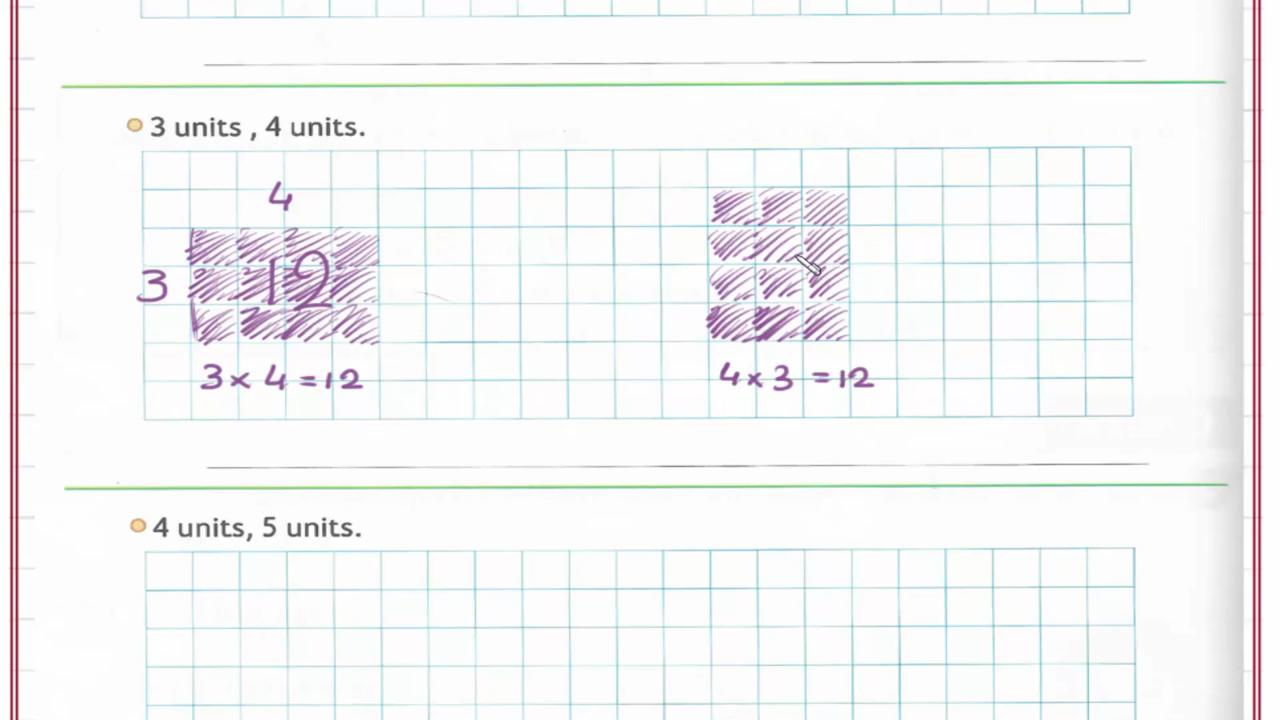 3 units , 4 units.
4
3
12
3 x 4 = 12
4 x 3 = 12
4 units, 5 units.